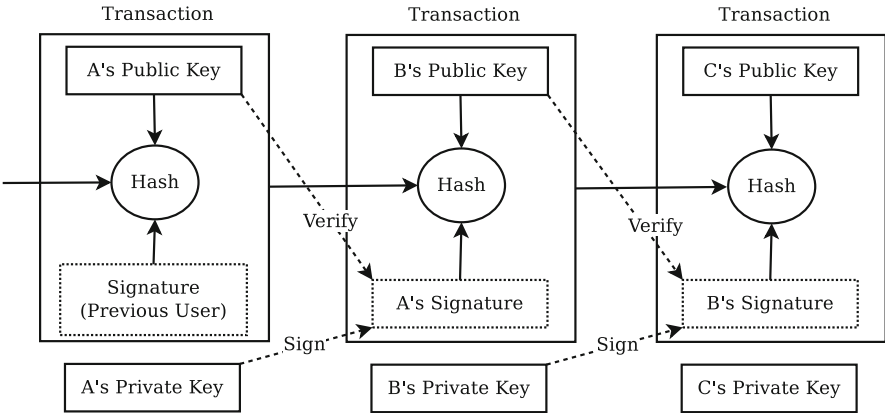 Transaction
Transaction
Transaction
A's Public Key
B's Public Key
C's Public Key
Hash
Hash
Hash
Verify
Verify
Signature
(Previous User)
A's Signature
B's Signature
Sign
Sign
A's Private Key
B's Private Key
C's Private Key